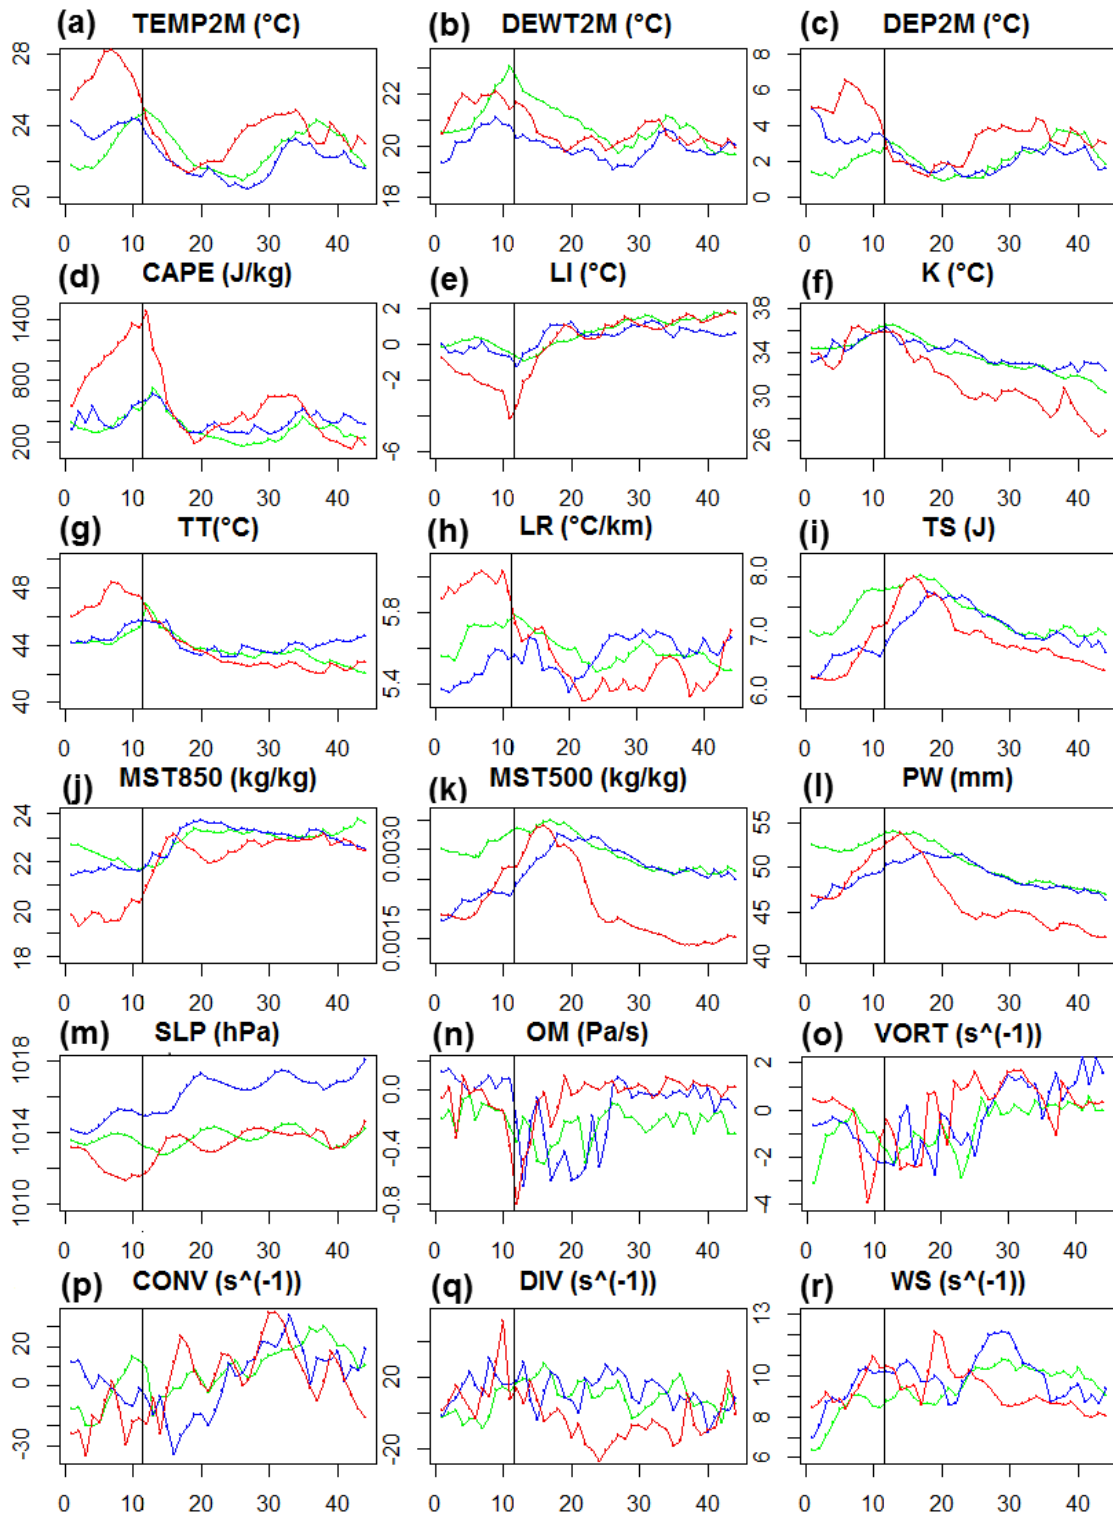 (a) TEMP2M (°C) (b) DEWT2M (°C) (c) DEP2M (°C)
28 24 20
22 20 18
8 6 4 2 0
0 10 20 30 40 0 10 20 30 40 0 10 20 30 40
(d) CAPE (J/kg) (e) LI (°C) (f) K (°C)
1400 800 200
2 0 -2 -6
38 34 30 26
0 10 20 30 40 0 10 20 30 40 0 10 20 30 40
(g) TT(°C) (h) LR (°C/km) (i) TS (J)
48 44 40
5.8 5.4
8.0 7.0 6.0
0 10 20 30 40 0 10 20 30 40 0 10 20 30 40
(j) MST850 (kg/kg) (k) MST500 (kg/kg) (l) PW (mm)
24 22 20 18
0.0030 0.0015
55 50 45 40
0 10 20 30 40 0 10 20 30 40 0 10 20 30 40
(m) SLP (hPa) (n) OM (Pa/s) (o) VORT (s^(-1))
1018 1014 1010
0.0 -0.4 -0.8
2 0 -2 -4
0 10 20 30 40 0 10 20 30 40 0 10 20 30 40
(p) CONV (s^(-1)) (q) DIV (s^(-1)) (r) WS (s^(-1))
20 0 -30
20 -20
13 10 8 6
0 10 20 30 40 0 10 20 30 40 0 10 20 30 40